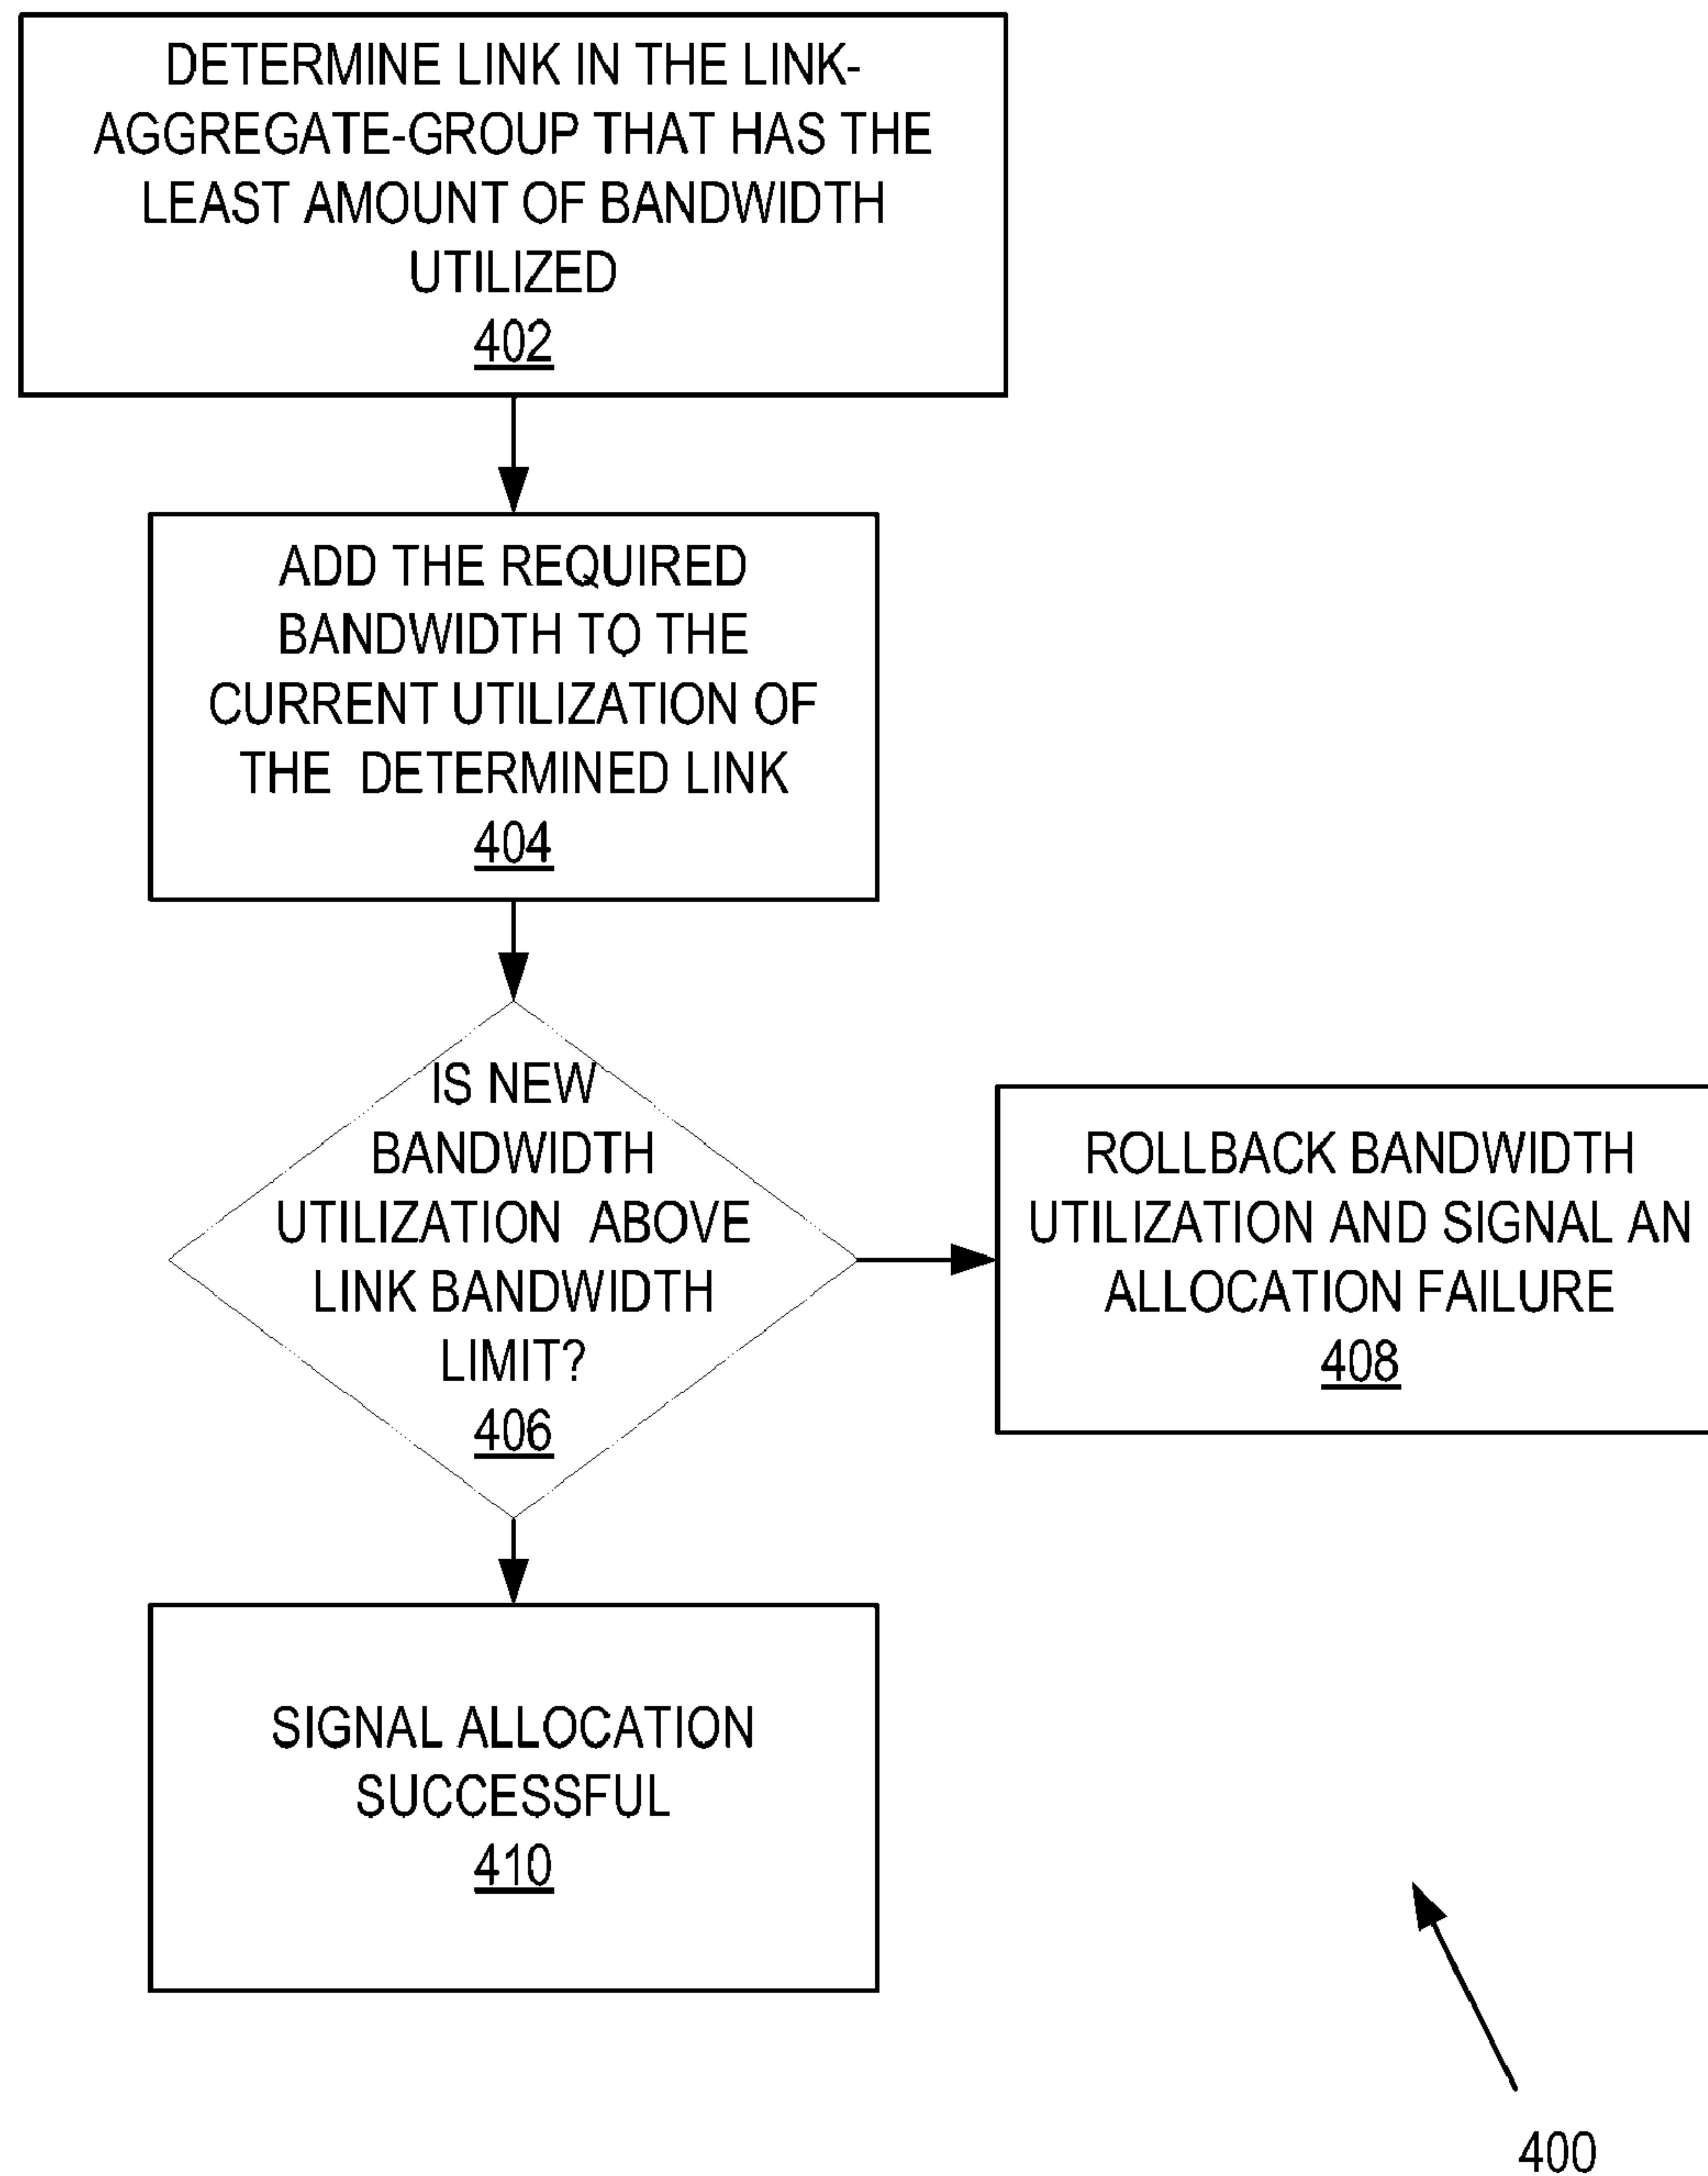 DETERMINE LINK IN THE LINK-
AGGREGATE-GROUP THAT HAS THE
LEAST AMOUNT OF BANDWIDTH
UTILIZED
402
ADD THE REQUIRED
BANDWIDTH TO THE
CURRENT UTILIZATION OF
THE DETERMINED LINK
404
IS NEW
BANDWIDTH
UTILIZATION ABOVE
LINK BANDWIDTH
LIMIT?
406
ROLLBACK BANDWIDTH
UTILIZATION AND SIGNAL AN
ALLOCATION FAILURE
408
SIGNAL ALLOCATION
SUCCESSFUL
410
400